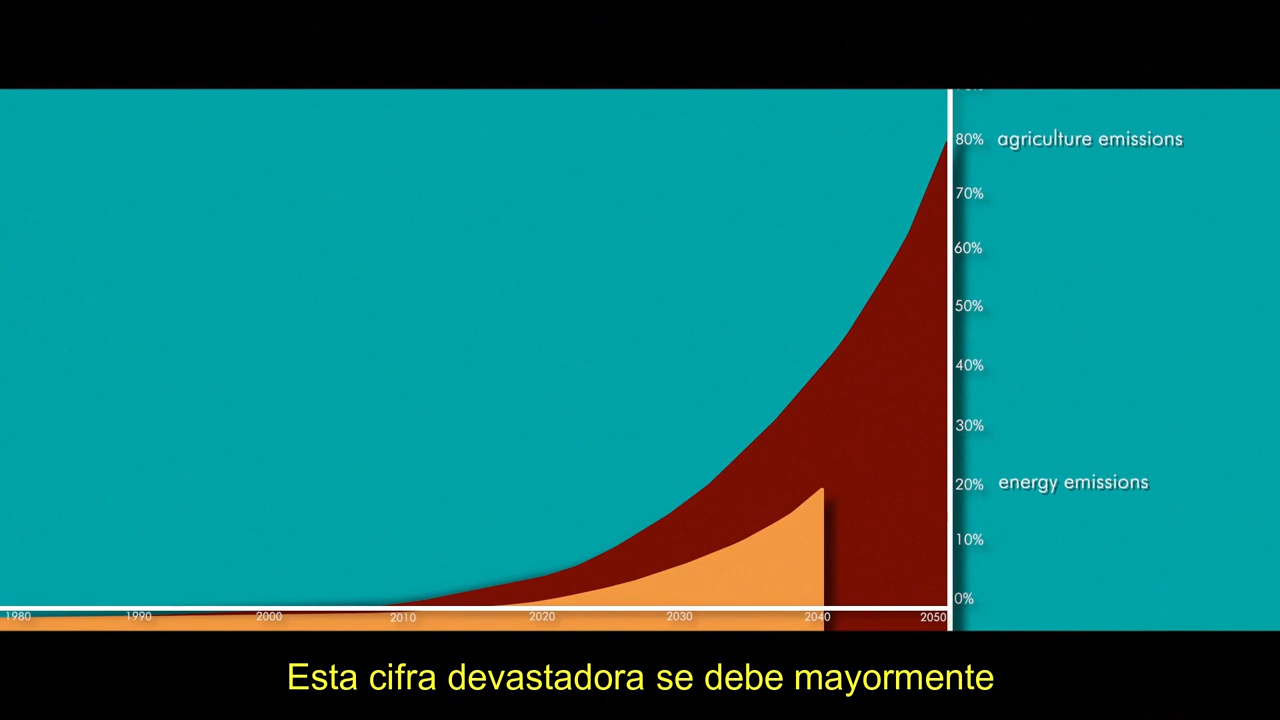 80% agriculture emissions
70%
60%
50%
40%
30%
20% energy emissions
10%
0%
1980 1990 2000 2010 2020 2030 2040 2050
Esta cifra devastadora se debe mayormente